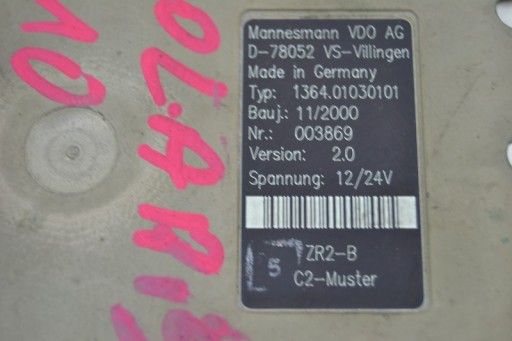 Mannesmann VDO AG
D-78052 VS-Villingen
Made in Germany
Typ: 1364.01030101
Bauj.: 11/2000
Nr.: 003869
Version: 2.0
Spannung: 12/24V
5
ZR2-B
C2-Muster
10